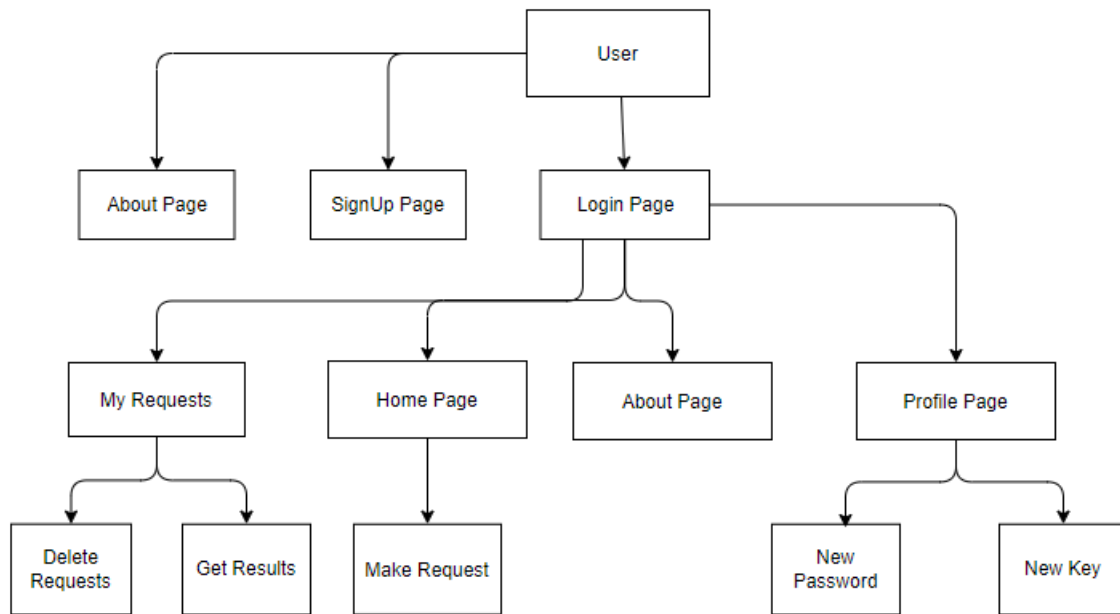 User
About Page
SignUp Page
Login Page
My Requests
Home Page
About Page
Profile Page
Delete
Requests
Get Results
Make Request
New
Password
New Key